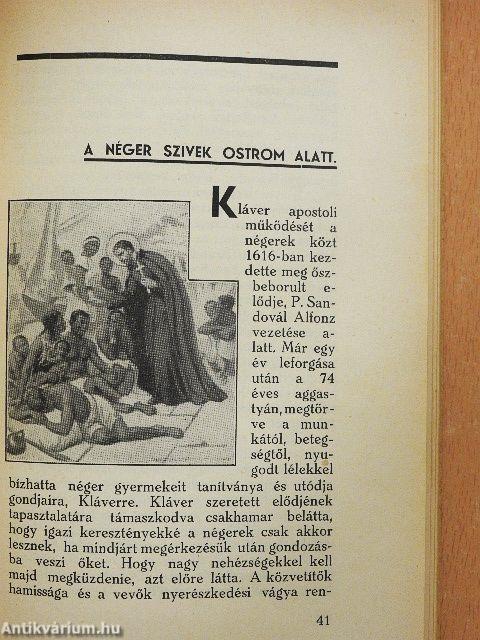 A NÉGER SZIVEK OSTROM ALATT.
Kláver apostoli
működését a
négerek közt
1616-ban kez-
dette meg ősz-
beborult e-
lődje, P. San-
dovál Alfonz
vezetése a-
latt. Már egy
év leforgása
után a 74
éves aggas-
tyán, megtör-
ve a mun-
kától, beteg-
ségtől, nyu-
godt lélekkel
bízhatta néger gyermekeit tanítványa és utódja
gondjaira, Kláverre. Kláver szeretett elődjének
tapasztalatára támaszkodva csakhamar belátta,
hogy igazi keresztényekké a négerek csak akkor
lesznek, ha mindjárt megérkezésük után gondozás-
ba veszi őket. Hogy nagy nehézségekkel kell
majd megküzdenie, azt előre látta. A közvetítők
hamissága és a vevők nyerészkedési vágya ren-
41
Antikvárium.hu